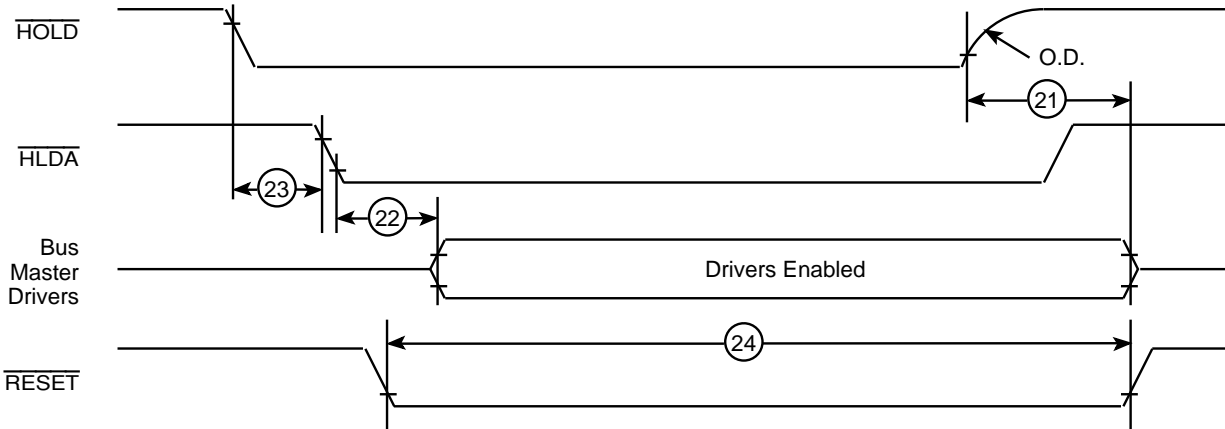 HOLD
O.D.
21
HLDA
23
22
Bus
Master
Drivers
Drivers Enabled
24
RESET